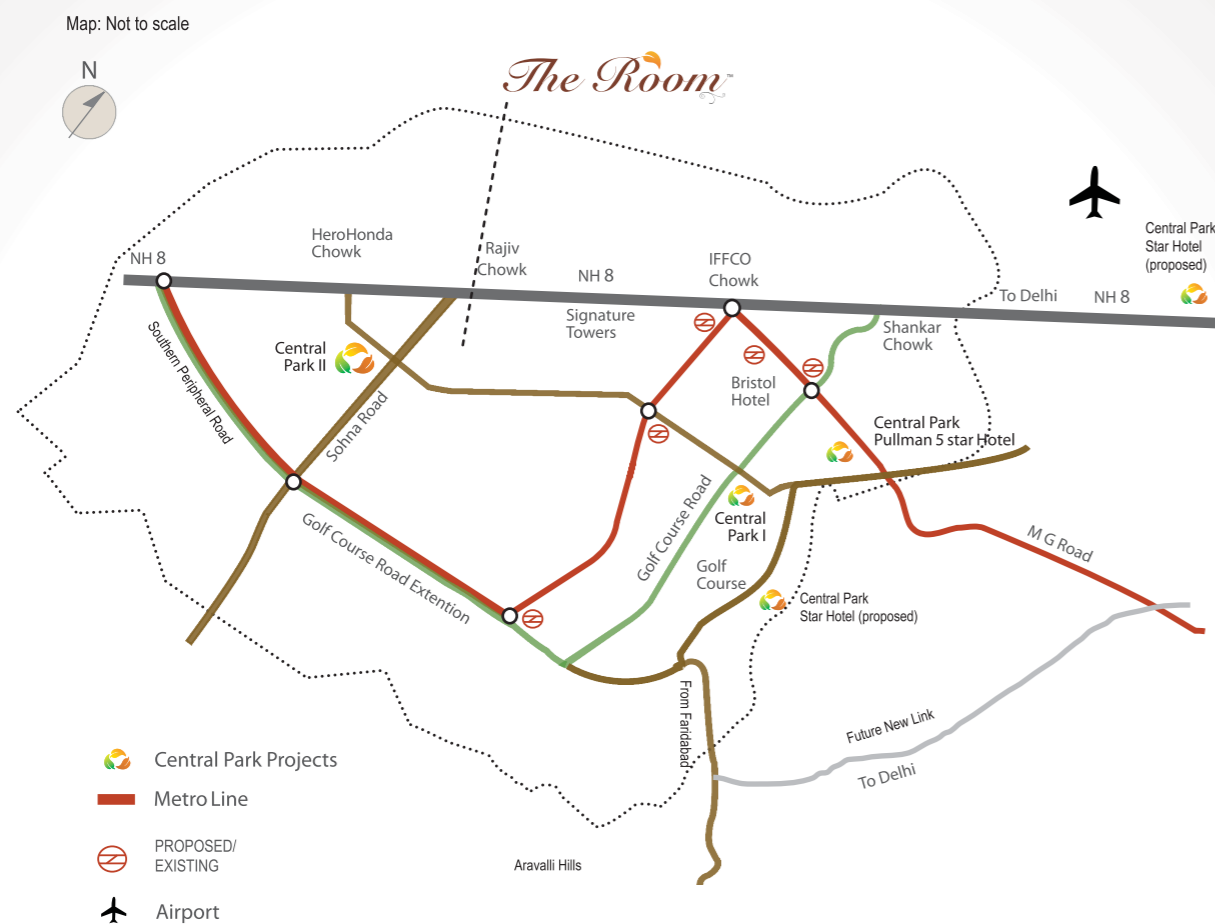 Map: Not to scale
N
The Room™
Central Park
Star Hotel
(proposed)
HeroHonda
Chowk
NH 8
Rajiv
Chowk
NH 8
IFFCO
Chowk
To Delhi
NH 8
Signature
Towers
Shankar
Chowk
Southern Peripheral Road
Central
Park II
Sohna Road
Bristol
Hotel
Central Park
Pullman 5 star Hotel
Golf Course Road
Central
Park I
Golf Course Road Extention
M G Road
Golf
Course
Central Park
Star Hotel (proposed)
From Faridabad
Future New Link
To Delhi
Central Park Projects
Metro Line
PROPOSED/
EXISTING
Aravalli Hills
Airport